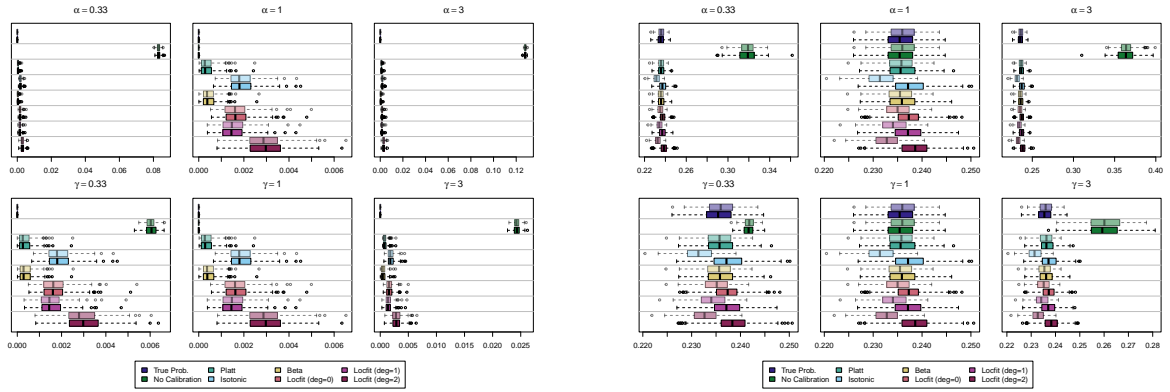 α = 0.33
α = 1
α = 3
0.00 0.02 0.04 0.06 0.08
0.000 0.002 0.004 0.006
0.00 0.02 0.04 0.06 0.08 0.10 0.12
γ = 0.33
γ = 1
γ = 3
0.000 0.002 0.004 0.006
0.000 0.002 0.004 0.006
0.000 0.005 0.010 0.015 0.020 0.025
True Prob.
No Calibration
Platt
Isotonic
Beta
Locfit (deg=0)
Locfit (deg=1)
Locfit (deg=2)
α = 0.33
α = 1
α = 3
0.22 0.24 0.26 0.28 0.30 0.32 0.34
0.220 0.230 0.240 0.250
0.25 0.30 0.35 0.40
γ = 0.33
γ = 1
γ = 3
0.220 0.230 0.240 0.250
0.220 0.230 0.240 0.250
0.22 0.23 0.24 0.25 0.26 0.27 0.28
True Prob.
No Calibration
Platt
Isotonic
Beta
Locfit (deg=0)
Locfit (deg=1)
Locfit (deg=2)